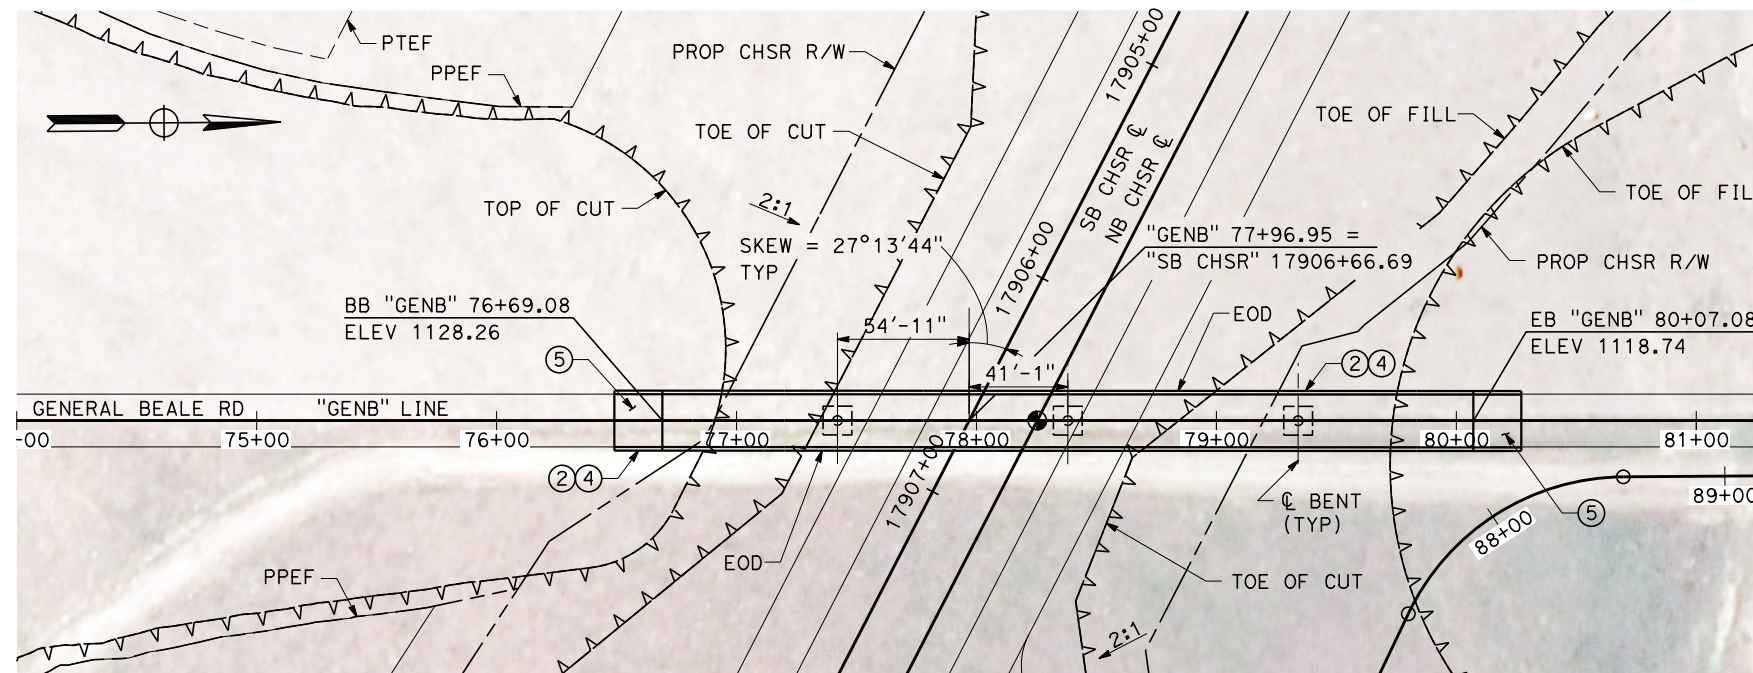 PTEF
PPEF
PROP CHSR R/W
TOE OF CUT
TOP OF CUT
2:1
SKEW = 27°13'44"
TYP
17905+00
SB CHSR ℄
NB CHSR ℄
17906+00
"GENB" 77+96.95 =
"SB CHSR" 17906+66.69
TOE OF FILL
TOE OF FIL
PROP CHSR R/W
BB "GENB" 76+69.08
ELEV 1128.26
5
54'-11"
41'-1"
EOD
2 4
EB "GENB" 80+07.08
ELEV 1118.74
GENERAL BEALE RD "GENB" LINE
-00 75+00 76+00 77+00 78+00 79+00 80+00 81+00
2 4
17907+00
EOD
℄ BENT
(TYP)
5
88+00
89+00
PPEF
TOE OF CUT
2:1